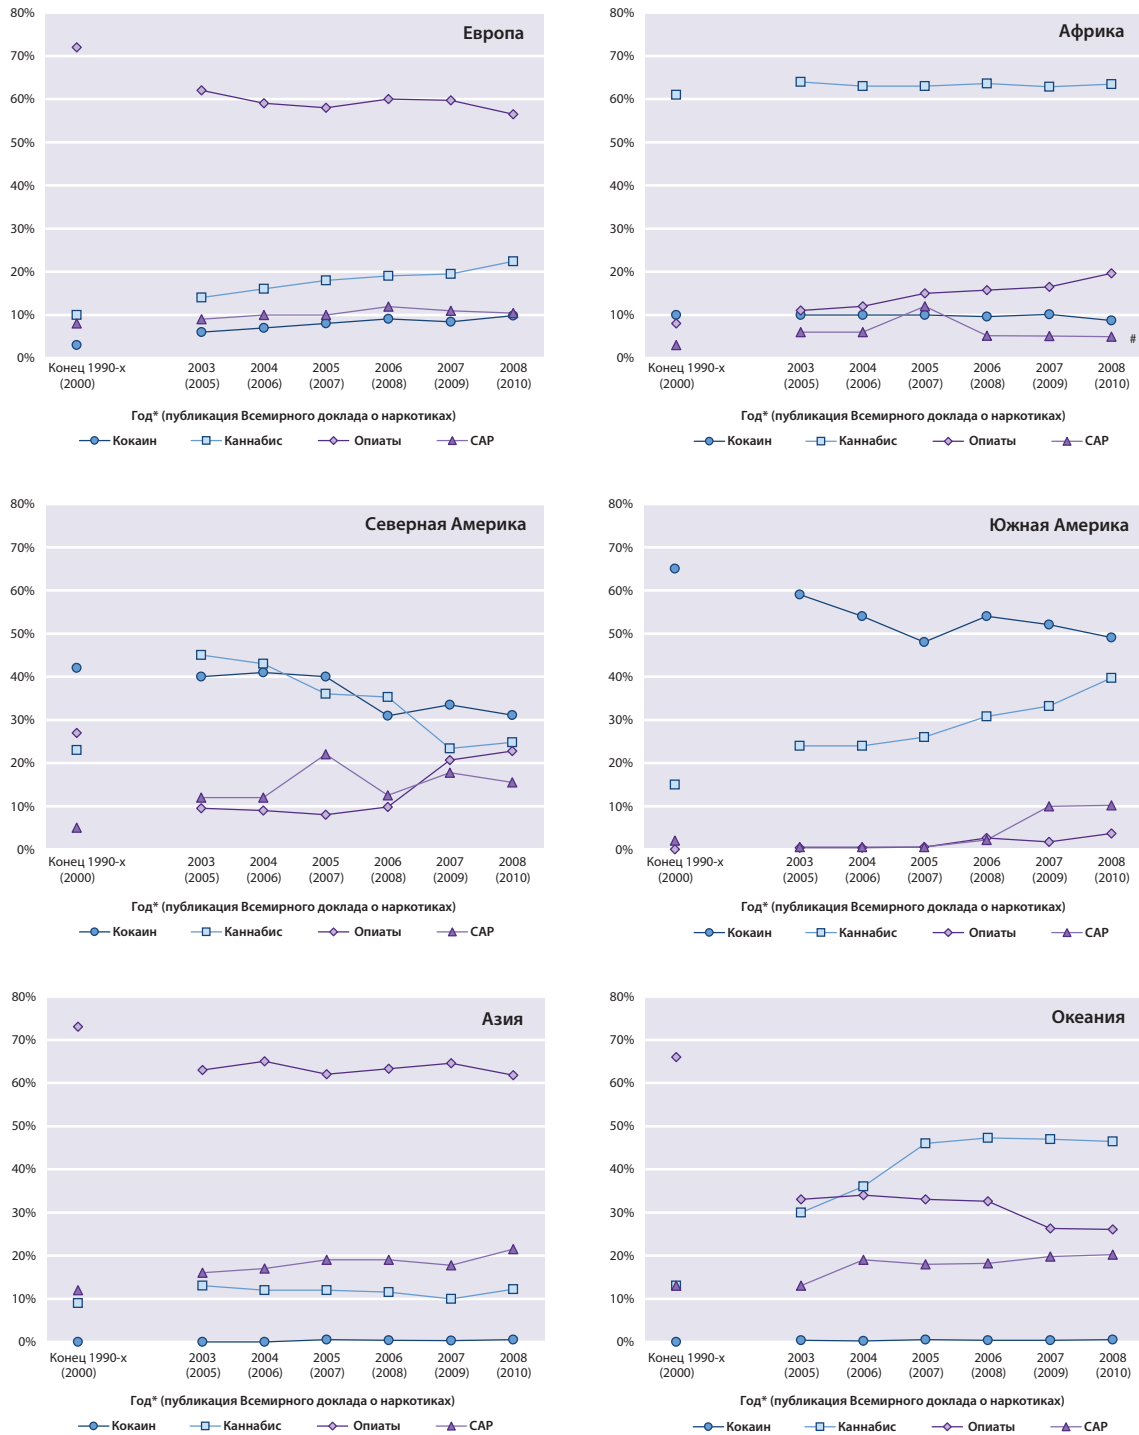 Европа
80%
70%
60%
50%
40%
30%
20%
10%
0%
Конец 1990-х 2003 2004 2005 2006 2007 2008
(2000) (2005) (2006) (2007) (2008) (2009) (2010)
Год* (публикация Всемирного доклада о наркотиках)
Кокаин Каннабис Опиаты САР
Африка
80%
70%
60%
50%
40%
30%
20%
10%
0%
#
Конец 1990-х 2003 2004 2005 2006 2007 2008
(2000) (2005) (2006) (2007) (2008) (2009) (2010)
Год* (публикация Всемирного доклада о наркотиках)
Кокаин Каннабис Опиаты САР
Северная Америка
80%
70%
60%
50%
40%
30%
20%
10%
0%
Конец 1990-х 2003 2004 2005 2006 2007 2008
(2000) (2005) (2006) (2007) (2008) (2009) (2010)
Год* (публикация Всемирного доклада о наркотиках)
Кокаин Каннабис Опиаты САР
Южная Америка
80%
70%
60%
50%
40%
30%
20%
10%
0%
Конец 1990-х 2003 2004 2005 2006 2007 2008
(2000) (2005) (2006) (2007) (2008) (2009) (2010)
Год* (публикация Всемирного доклада о наркотиках)
Кокаин Каннабис Опиаты САР
Азия
80%
70%
60%
50%
40%
30%
20%
10%
0%
Конец 1990-х 2003 2004 2005 2006 2007 2008
(2000) (2005) (2006) (2007) (2008) (2009) (2010)
Год* (публикация Всемирного доклада о наркотиках)
Кокаин Каннабис Опиаты САР
Океания
80%
70%
60%
50%
40%
30%
20%
10%
0%
Конец 1990-х 2003 2004 2005 2006 2007 2008
(2000) (2005) (2006) (2007) (2008) (2009) (2010)
Год* (публикация Всемирного доклада о наркотиках)
Кокаин Каннабис Опиаты САР